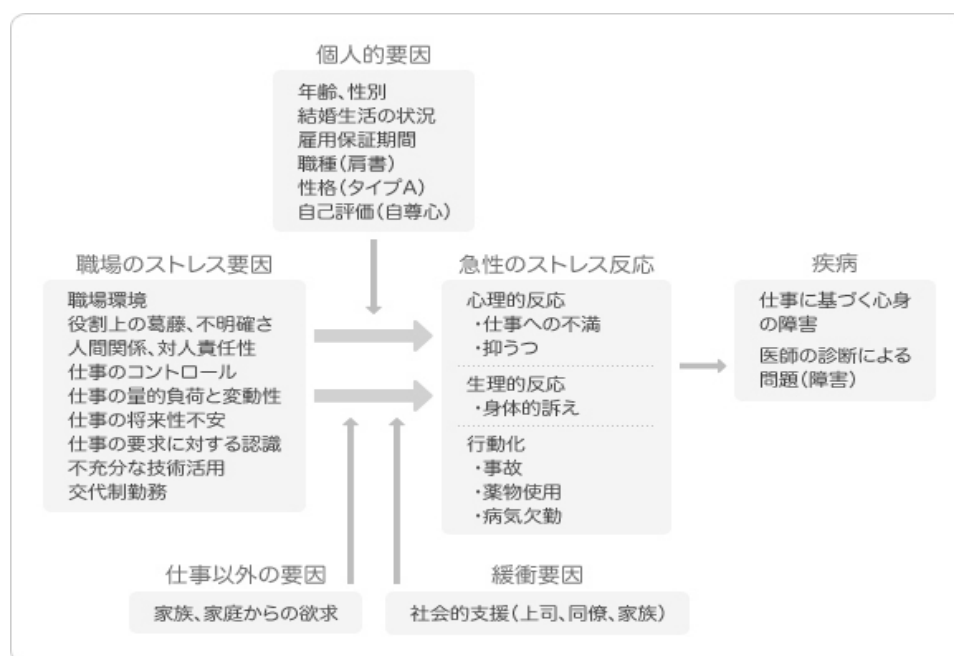 個人的要因
年齢、性別
結婚生活の状況
雇用保証期間
職種(肩書)
性格(タイプA)
自己評価(自尊心)
職場のストレス要因
職場環境
役割上の葛藤、不明確さ
人間関係、対人責任性
仕事のコントロール
仕事の量的負荷と変動性
仕事の将来性不安
仕事の要求に対する認識
不充分な技術活用
交代制勤務
急性のストレス反応
心理的反応
・仕事への不満
・抑うつ
生理的反応
・身体的訴え
行動化
・事故
・薬物使用
・病気欠勤
疾病
仕事に基づく心身
の障害
医師の診断による
問題(障害)
仕事以外の要因
家族、家庭からの欲求
緩衝要因
社会的支援(上司、同僚、家族)